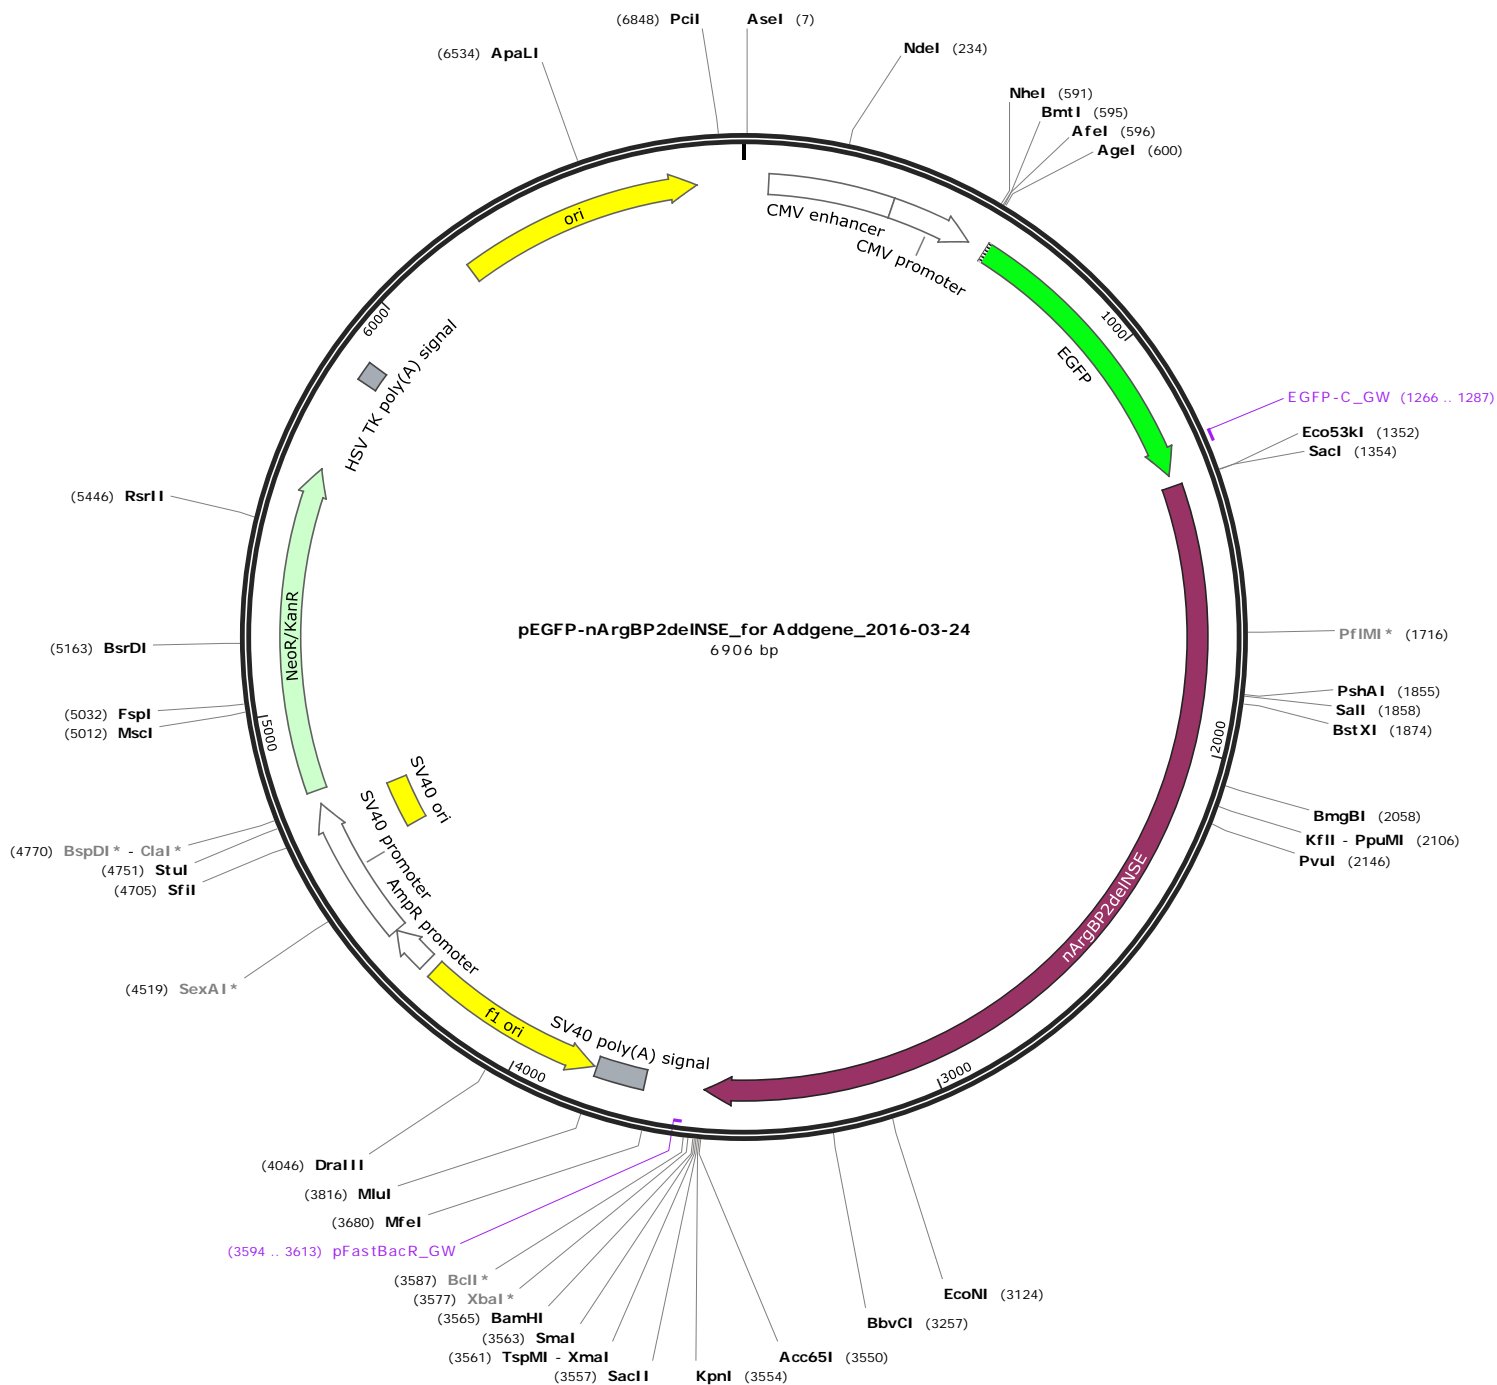 (6848) PciI
AseI (7)
(6534) ApaLI
NdeI (234)
NheI (591)
BmtI (595)
AfeI (596)
AgeI (600)
ori
CMV enhancer
CMV promoter
6000
1000
HSV TK poly(A) signal
EGFP
EGFP-C_GW (1266 .. 1287)
Eco53kI (1352)
SacI (1354)
(5446) RsrII
NeoR/KanR
pEGFP-nArgBP2delNSE_for Addgene_2016-03-24
6906 bp
PflMI* (1716)
(5163) BsrDI
PshAI (1855)
SalI (1858)
BstXI (1874)
(5032) FspI
(5012) MscI
5000
2000
SV40 ori
SV40 promoter
AmpR promoter
BmgBI (2058)
KflI - PpuMI (2106)
PvuI (2146)
(4770) BspDI* - ClaI*
(4751) StuI
(4705) SfiI
nArgBP2delNSE
(4519) SexAI*
f1 ori
SV40 poly(A) signal
4000
3000
(4046) DraIII
(3816) MluI
(3680) MfeI
(3594 .. 3613) pFastBacR_GW
(3587) BclI*
(3577) XbaI*
(3565) BamHI
(3563) SmaI
(3561) TspMI - XmaI
(3557) SacII
KpnI (3554)
Acc65I (3550)
BbvCI (3257)
EcoNI (3124)